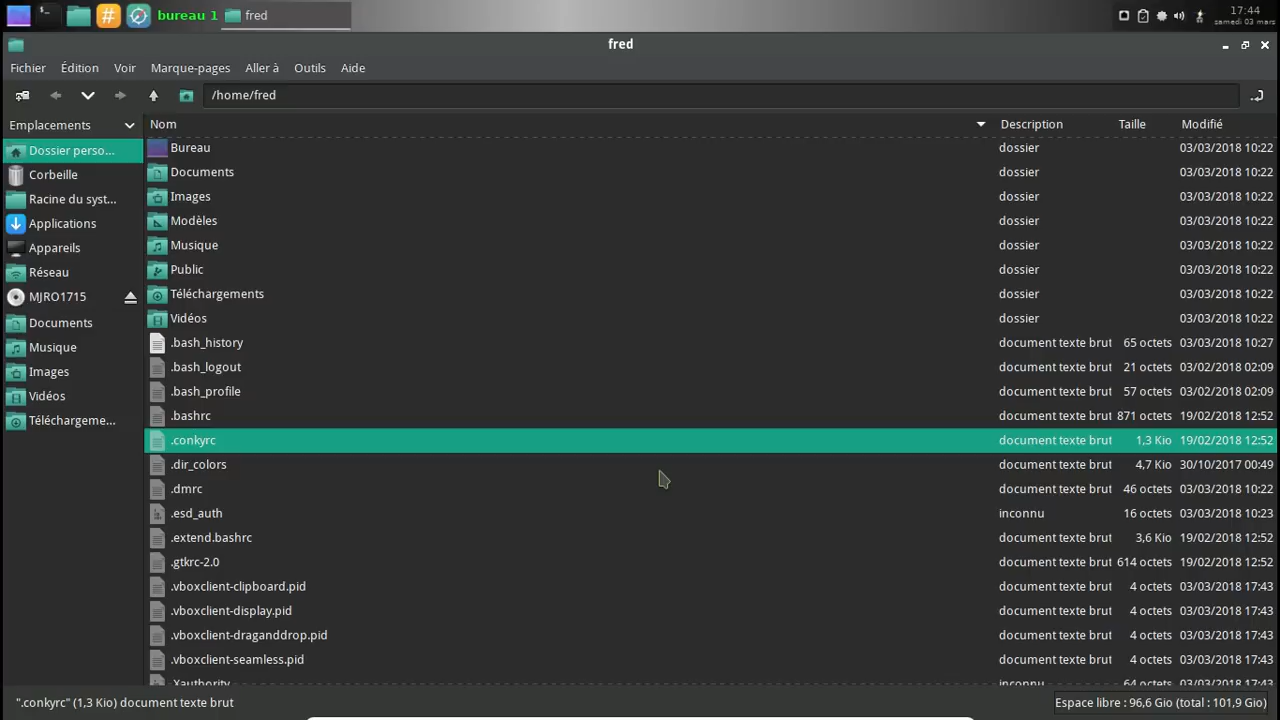 bureau 1 fred 17:44
samedi 03 mars
fred
Fichier Édition Voir Marque-pages Aller à Outils Aide
/home/fred
Emplacements Nom Description Taille Modifié
Dossier perso... Bureau dossier 03/03/2018 10:22
Corbeille Documents dossier 03/03/2018 10:22
Racine du syst... Images dossier 03/03/2018 10:22
Applications Modèles dossier 03/03/2018 10:22
Appareils Musique dossier 03/03/2018 10:22
Réseau Public dossier 03/03/2018 10:22
MJRO1715 Téléchargements dossier 03/03/2018 10:22
Documents Vidéos dossier 03/03/2018 10:22
Musique .bash_history document texte brut 65 octets 03/03/2018 10:27
Images .bash_logout document texte brut 21 octets 03/02/2018 02:09
Vidéos .bash_profile document texte brut 57 octets 03/02/2018 02:09
Téléchargeme... .bashrc document texte brut 871 octets 19/02/2018 12:52
.conkyrc document texte brut 1,3 Kio 19/02/2018 12:52
.dir_colors document texte brut 4,7 Kio 30/10/2017 00:49
.dmrc document texte brut 46 octets 03/03/2018 10:22
.esd_auth inconnu 16 octets 03/03/2018 10:23
.extend.bashrc document texte brut 3,6 Kio 19/02/2018 12:52
.gtkrc-2.0 document texte brut 614 octets 19/02/2018 12:52
.vboxclient-clipboard.pid document texte brut 4 octets 03/03/2018 17:43
.vboxclient-display.pid document texte brut 4 octets 03/03/2018 17:43
.vboxclient-draganddrop.pid document texte brut 4 octets 03/03/2018 17:43
.vboxclient-seamless.pid document texte brut 4 octets 03/03/2018 17:43
.Xauthority inconnu 64 octets 03/03/2018 17:43
".conkyrc" (1,3 Kio) document texte brut Espace libre : 96,6 Gio (total : 101,9 Gio)